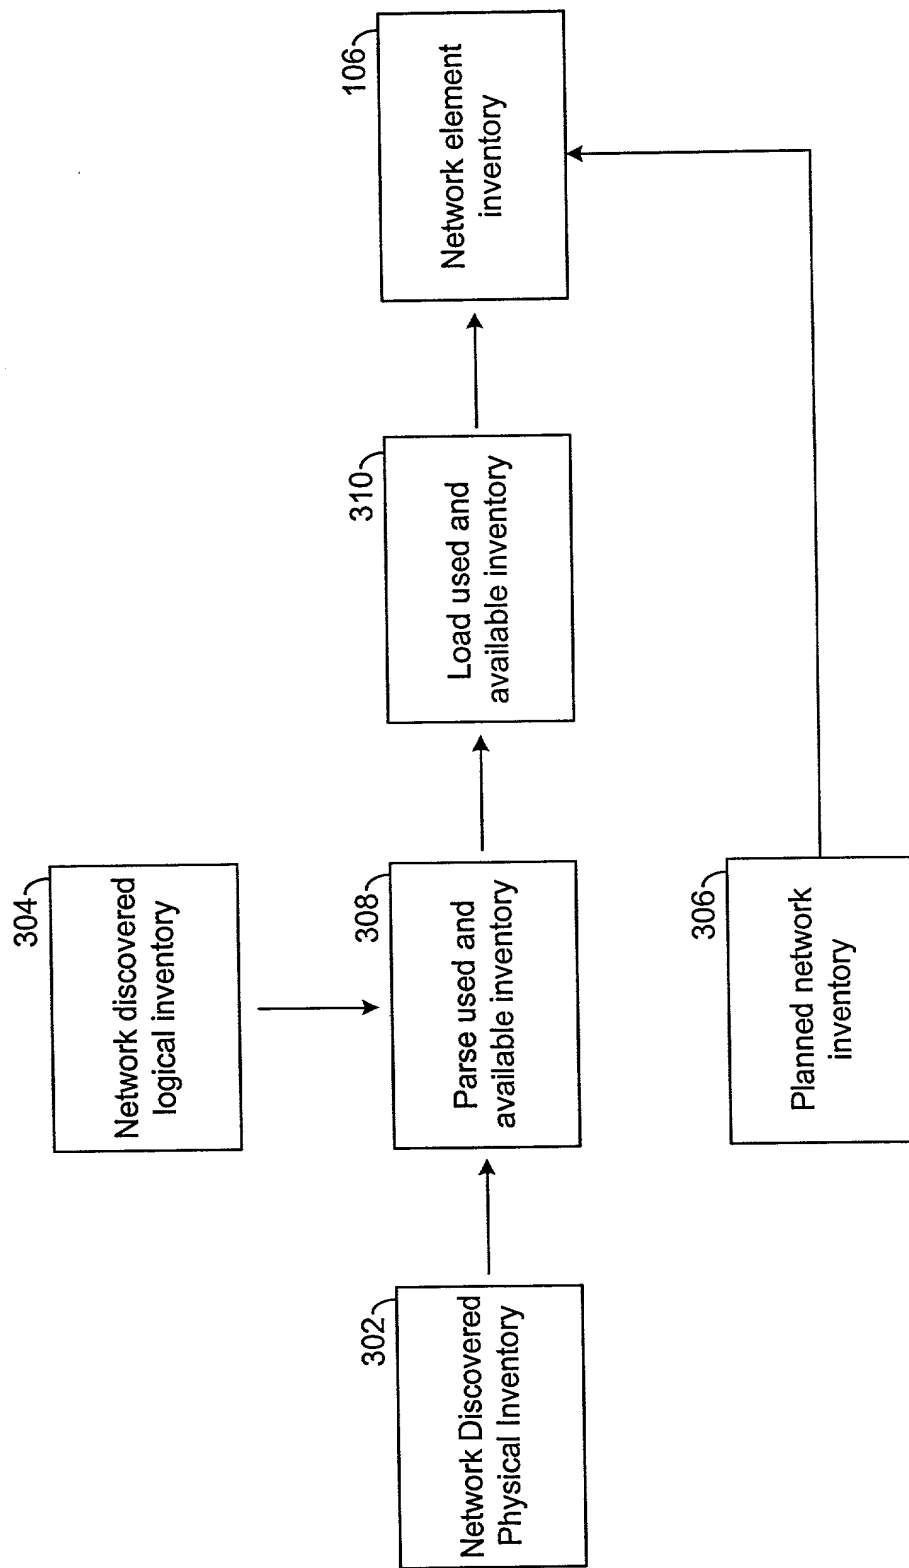 304
Network discovered
logical inventory
302
Network Discovered
Physical Inventory
308
Parse used and
available inventory
310
Load used and
available inventory
106
Network element
inventory
306
Planned network
inventory